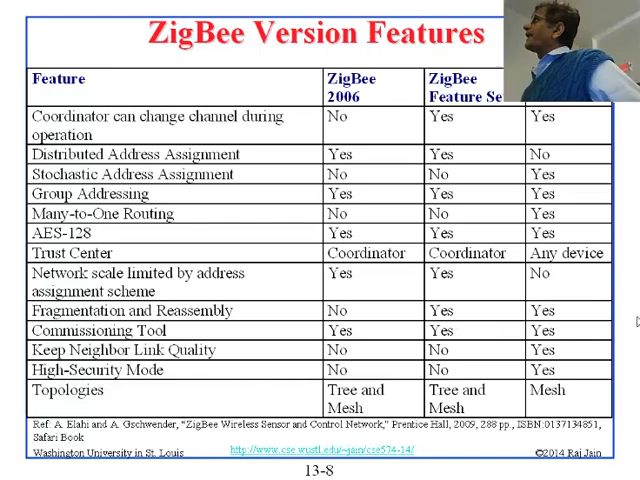 ZigBee Version Features
Feature ZigBee ZigBee
2006 Feature Se
Coordinator can change channel during No Yes Yes
operation
Distributed Address Assignment Yes Yes No
Stochastic Address Assignment No No Yes
Group Addressing Yes Yes Yes
Many-to-One Routing No No Yes
AES-128 Yes Yes Yes
Trust Center Coordinator Coordinator Any device
Network scale limited by address Yes Yes No
assignment scheme
Fragmentation and Reassembly No Yes Yes
Commissioning Tool Yes Yes Yes
Keep Neighbor Link Quality No No Yes
High-Security Mode No No Yes
Topologies Tree and Tree and Mesh
Mesh Mesh
Ref: A. Elahi and A. Gschwender, "ZigBee Wireless Sensor and Control Network," Prentice Hall, 2009, 288 pp., ISBN:0137134851,
Safari Book
Washington University in St. Louis http://www.cse.wustl.edu/~jain/cse574-14/ ©2014 Raj Jain
13-8